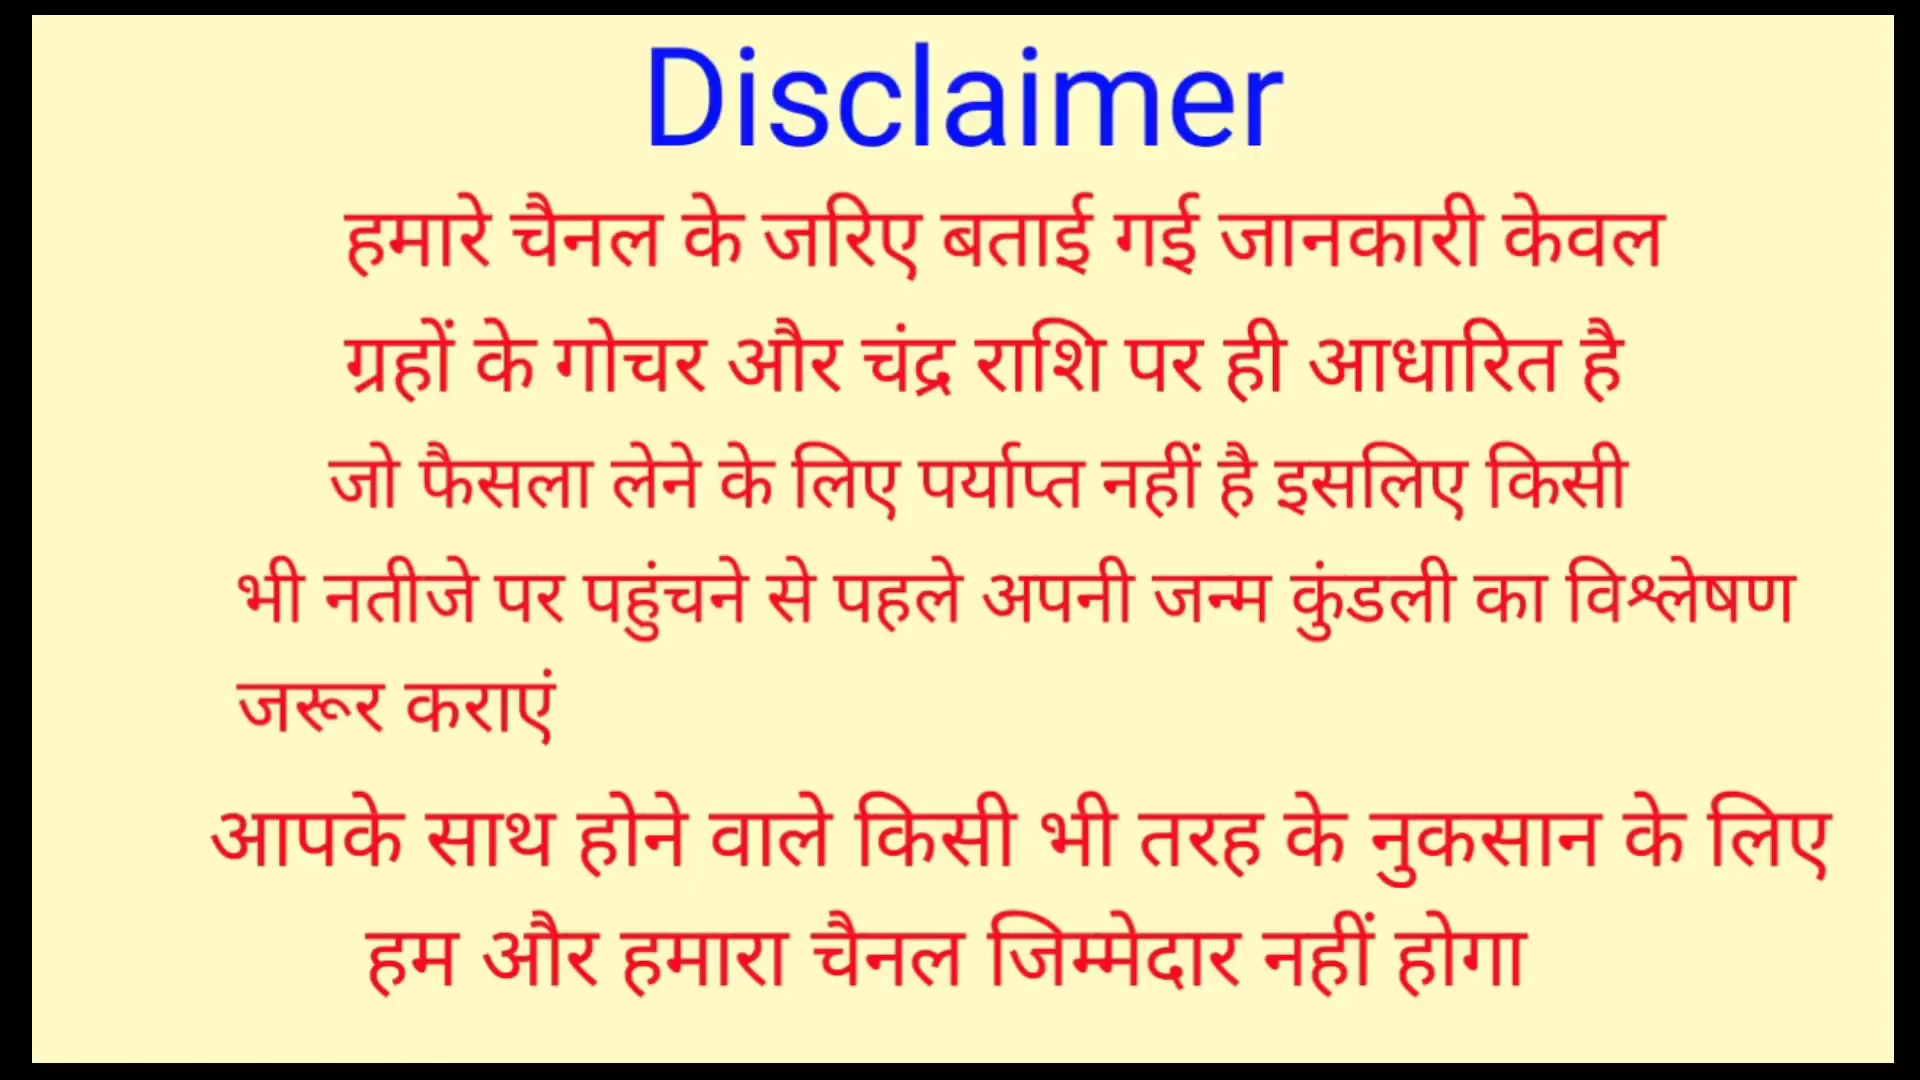 Disclaimer
हमारे चैनल के जरिए बताई गई जानकारी केवल
ग्रहों के गोचर और चंद्र राशि पर ही आधारित है
जो फैसला लेने के लिए पर्याप्त नहीं है इसलिए किसी
भी नतीजे पर पहुंचने से पहले अपनी जन्म कुंडली का विश्लेषण
जरूर कराएं
आपके साथ होने वाले किसी भी तरह के नुकसान के लिए
हम और हमारा चैनल जिम्मेदार नहीं होगा